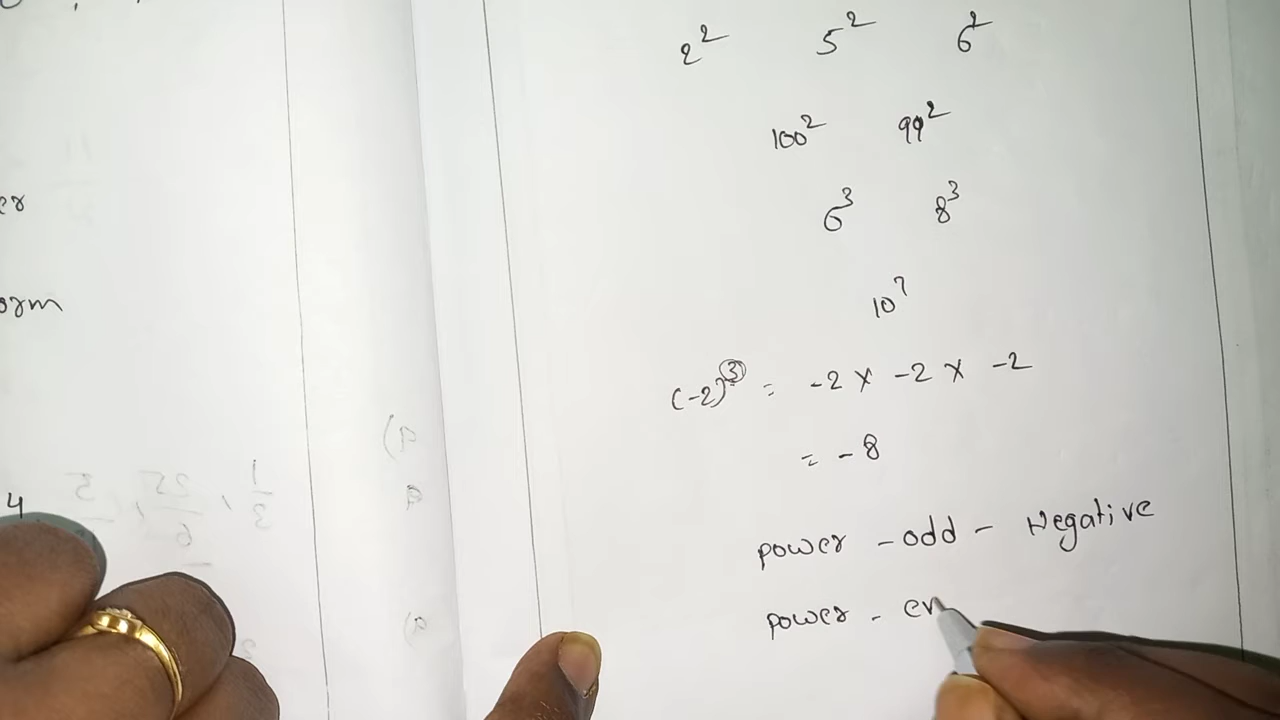 2² 5² 6²
100² 99²
6³ 8³
10⁷
(-2)³ = -2 × -2 × -2
= -8
power - odd - Negative
power - ev
4